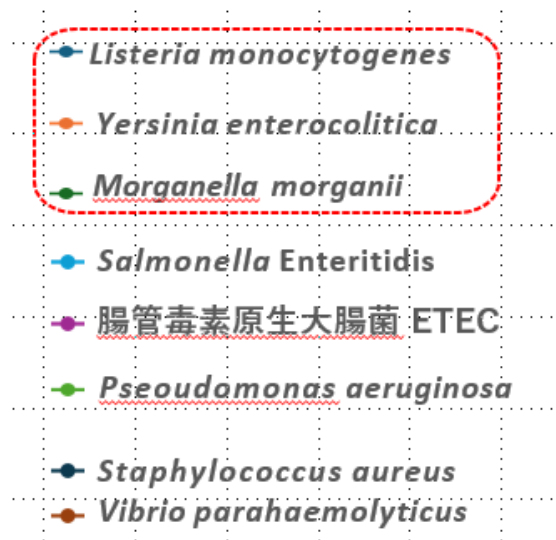 Listeria monocytogenes
Yersinia enterocolitica
Morganella morganii
Salmonella Enteritidis
腸管毒素原生大腸菌 ETEC
Pseoudomonas aeruginosa
Staphylococcus aureus
Vibrio parahaemolyticus